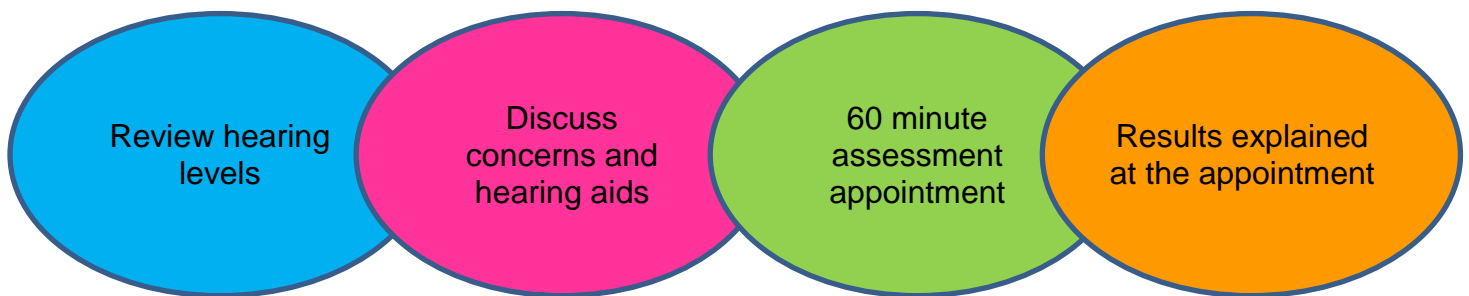 Review hearing
levels
Discuss
concerns and
hearing aids
60 minute
assessment
appointment
Results explained
at the appointment